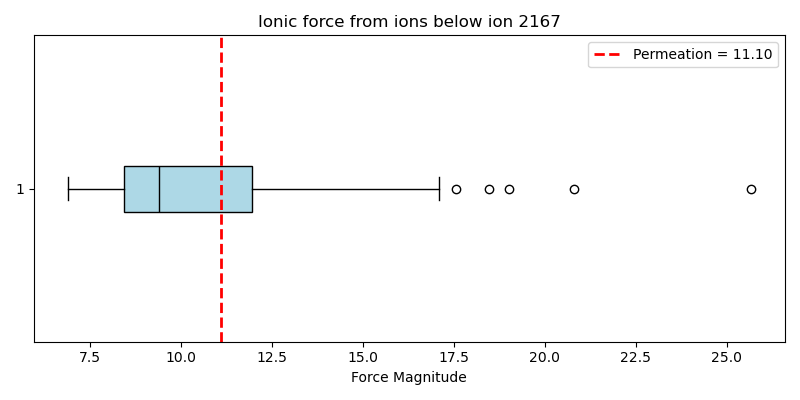 Ionic force from ions below ion 2167
Permeation = 11.10
1
7.5 10.0 12.5 15.0 17.5 20.0 22.5 25.0
Force Magnitude